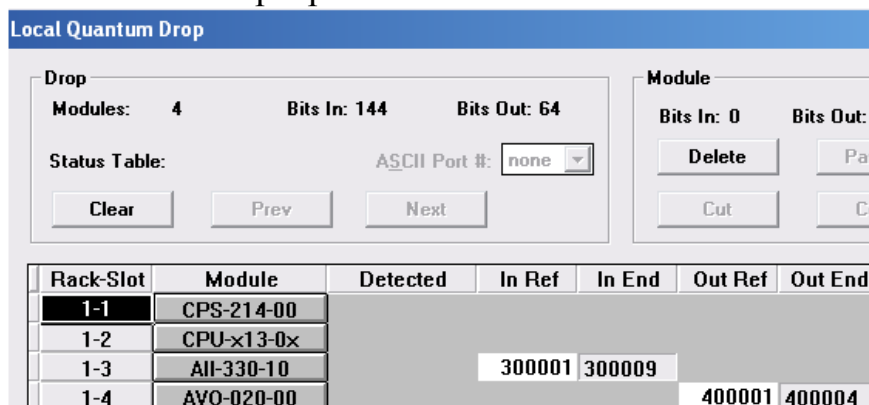 Local Quantum Drop
Drop
Modules: 4 Bits In: 144 Bits Out: 64
Status Table: ASCII Port #: none
Clear Prev Next
Module
Bits In: 0 Bits Out:
Delete Pa
Cut C
Rack-Slot Module Detected In Ref In End Out Ref Out End
1-1 CPS-214-00
1-2 CPU-x13-0x
1-3 AII-330-10 300001 300009
1-4 AVO-020-00 400001 400004